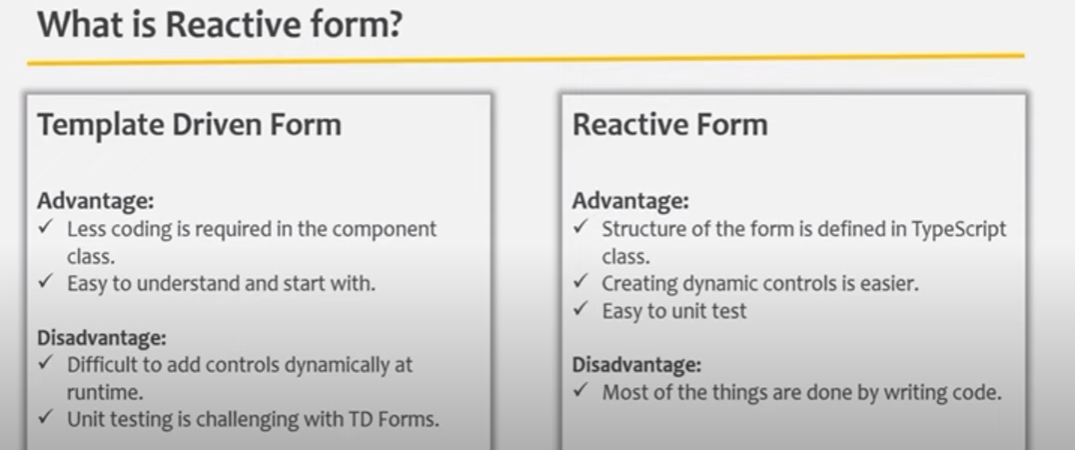 What is Reactive form?
Template Driven Form
Advantage:
✓ Less coding is required in the component
class.
✓ Easy to understand and start with.
Disadvantage:
✓ Difficult to add controls dynamically at
runtime.
✓ Unit testing is challenging with TD Forms.
Reactive Form
Advantage:
✓ Structure of the form is defined in TypeScript
class.
✓ Creating dynamic controls is easier.
✓ Easy to unit test
Disadvantage:
✓ Most of the things are done by writing code.